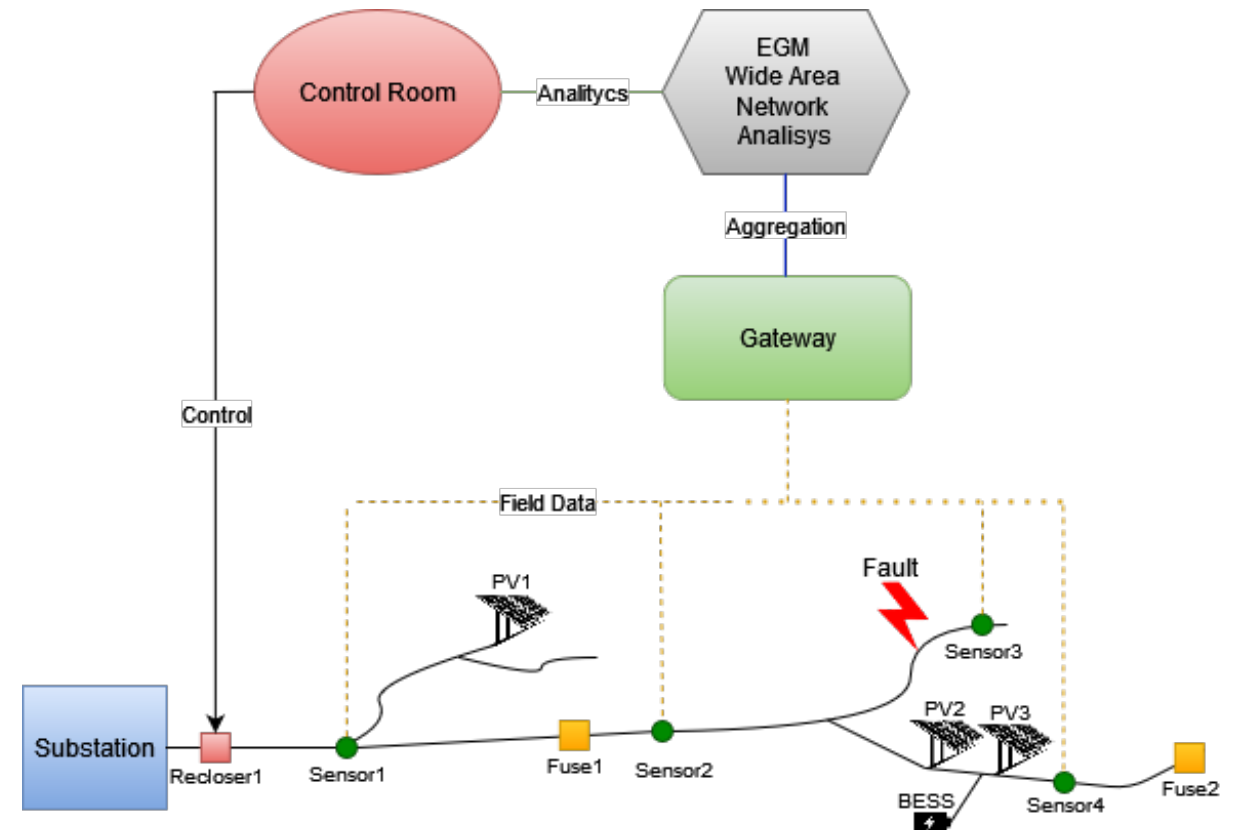 Control Room
Analitycs
EGM
Wide Area
Network
Analisys
Aggregation
Gateway
Control
Field Data
PV1
Fault
Sensor3
PV2
PV3
Substation
Recloser1
Sensor1
Fuse1
Sensor2
BESS
Sensor4
Fuse2